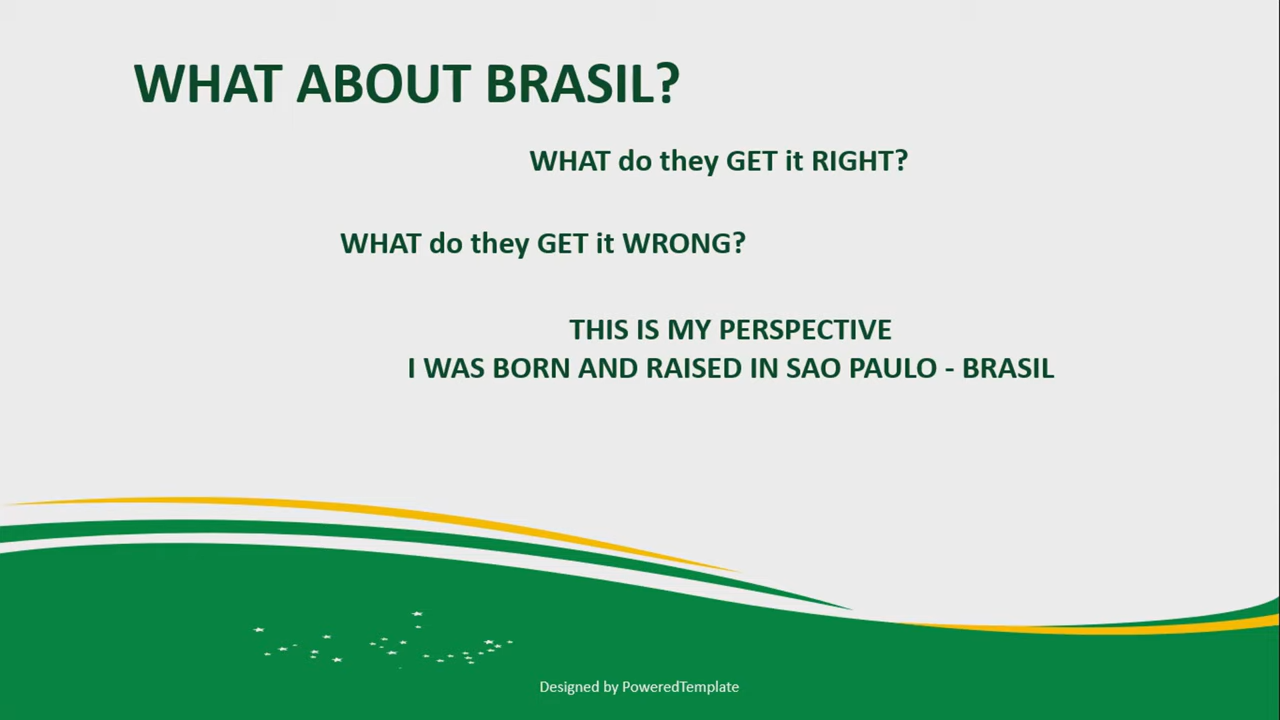 WHAT ABOUT BRASIL?
WHAT do they GET it RIGHT?
WHAT do they GET it WRONG?
THIS IS MY PERSPECTIVE
I WAS BORN AND RAISED IN SAO PAULO - BRASIL
Designed by PoweredTemplate